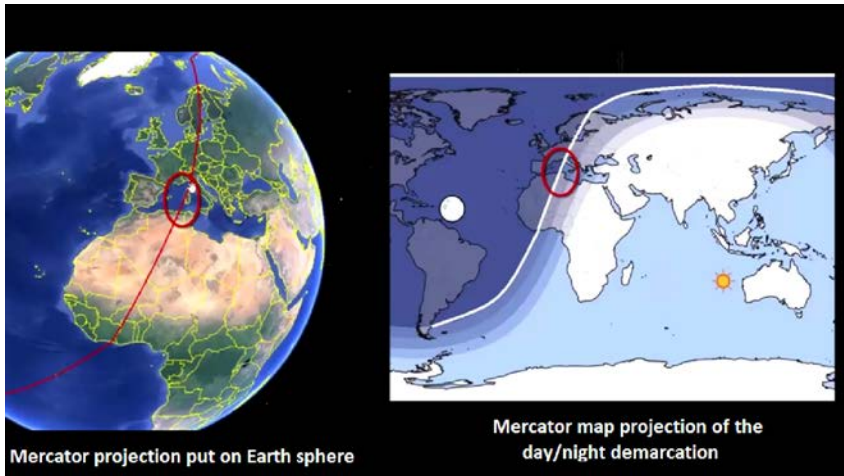 Mercator projection put on Earth sphere
Mercator map projection of the
day/night demarcation